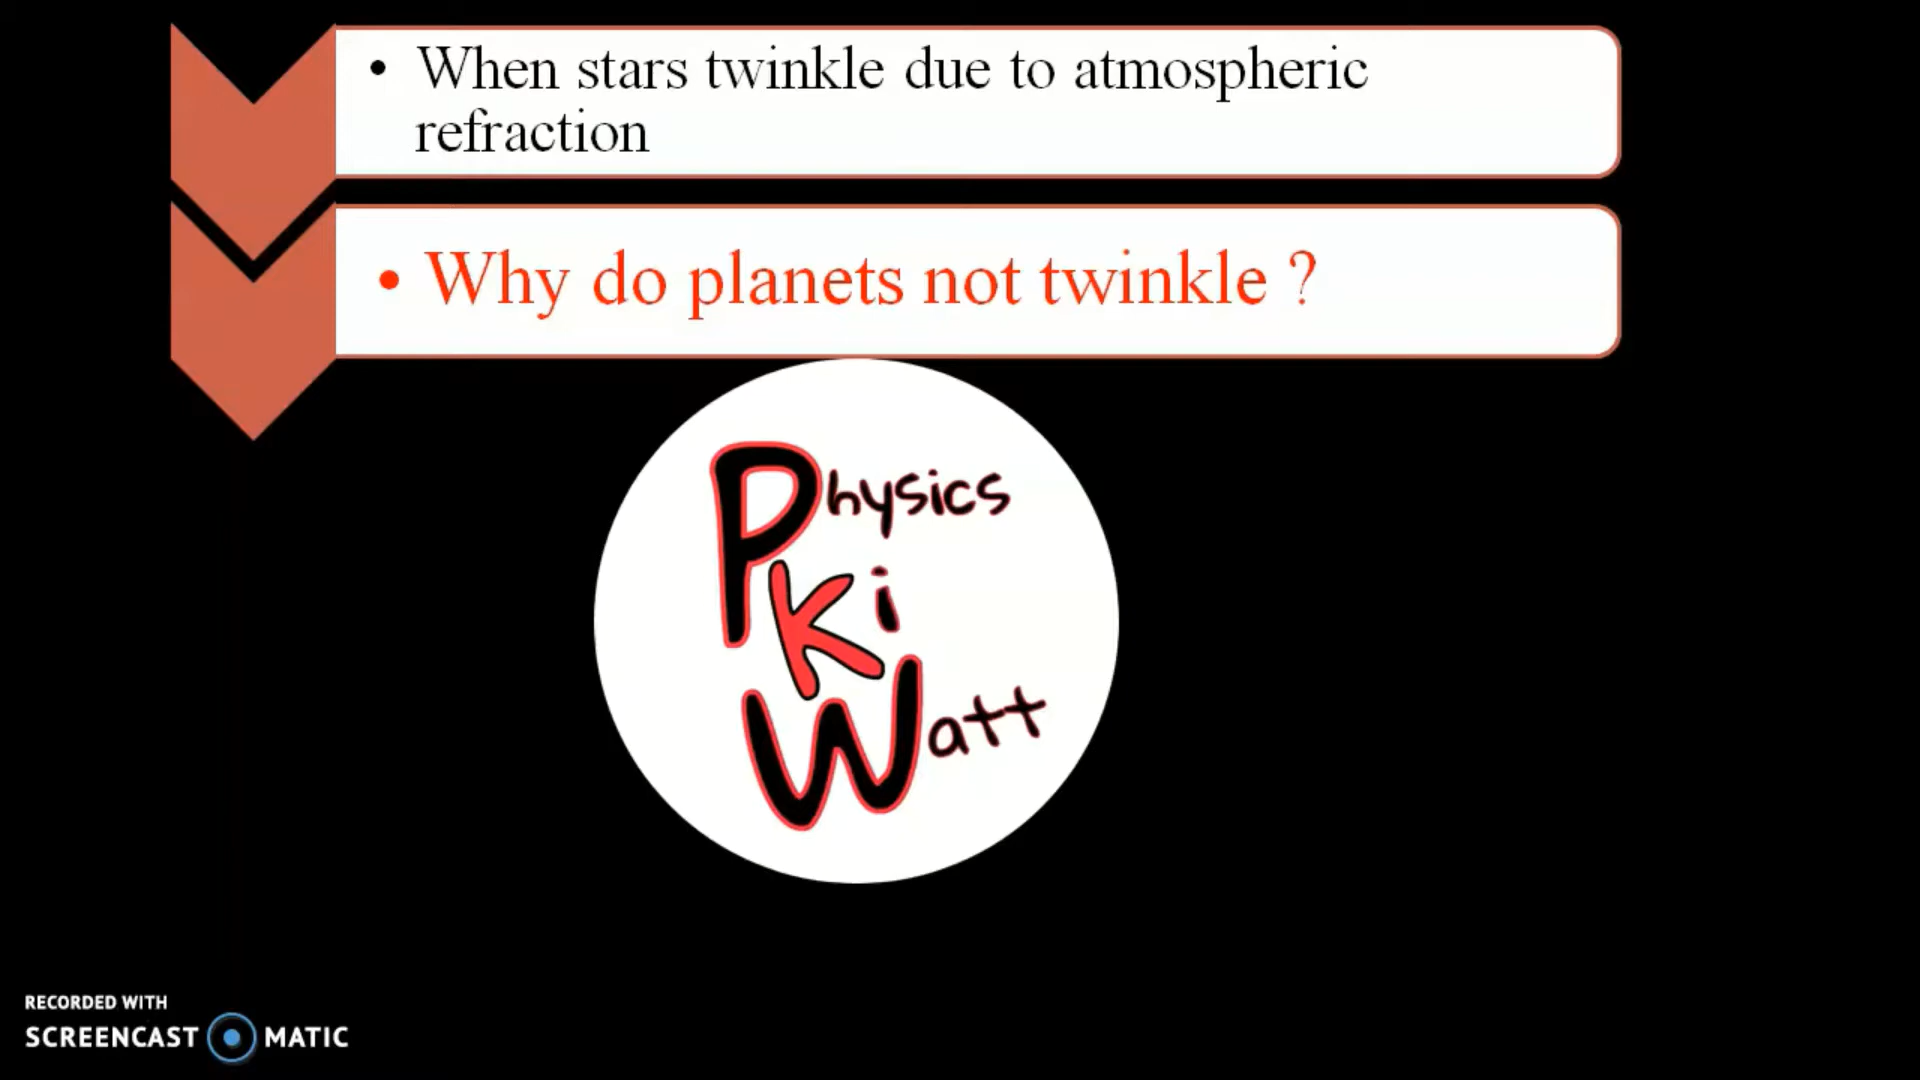 • When stars twinkle due to atmospheric
refraction
• Why do planets not twinkle ?
Physics
Ki
Watt
RECORDED WITH
SCREENCAST MATIC